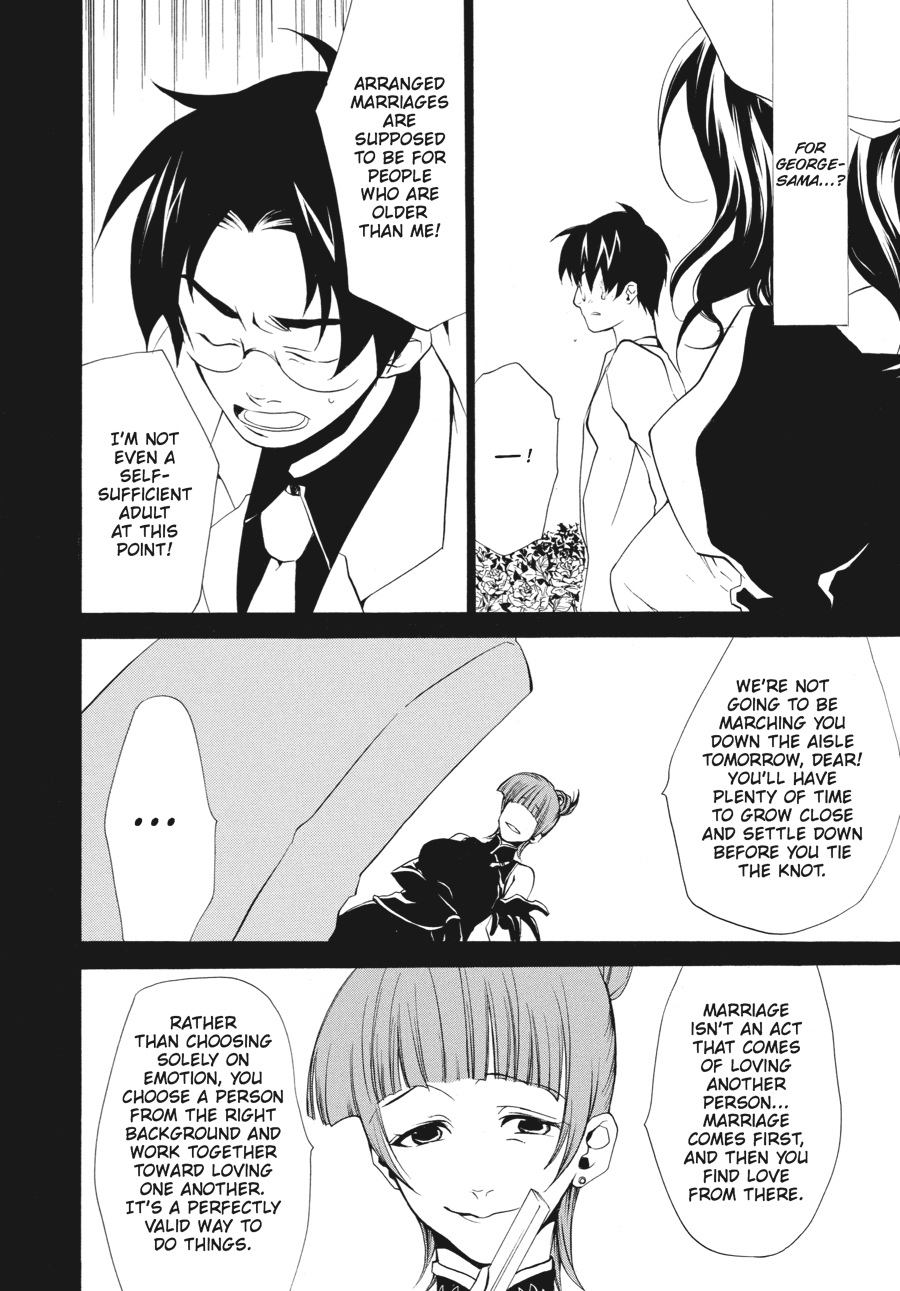 FOR
GEORGE-
SAMA...?
—!
ARRANGED
MARRIAGES
ARE
SUPPOSED
TO BE FOR
PEOPLE
WHO ARE
OLDER
THAN ME!
I'M NOT
EVEN A
SELF-
SUFFICIENT
ADULT
AT THIS
POINT!
WE'RE NOT
GOING TO BE
MARCHING YOU
DOWN THE AISLE
TOMORROW, DEAR!
YOU'LL HAVE
PLENTY OF TIME
TO GROW CLOSE
AND SETTLE DOWN
BEFORE YOU TIE
THE KNOT.
...
MARRIAGE
ISN'T AN ACT
THAT COMES
OF LOVING
ANOTHER
PERSON...
MARRIAGE
COMES FIRST,
AND THEN YOU
FIND LOVE
FROM THERE.
RATHER
THAN CHOOSING
SOLELY ON
EMOTION, YOU
CHOOSE A PERSON
FROM THE RIGHT
BACKGROUND AND
WORK TOGETHER
TOWARD LOVING
ONE ANOTHER.
IT'S A PERFECTLY
VALID WAY TO
DO THINGS.